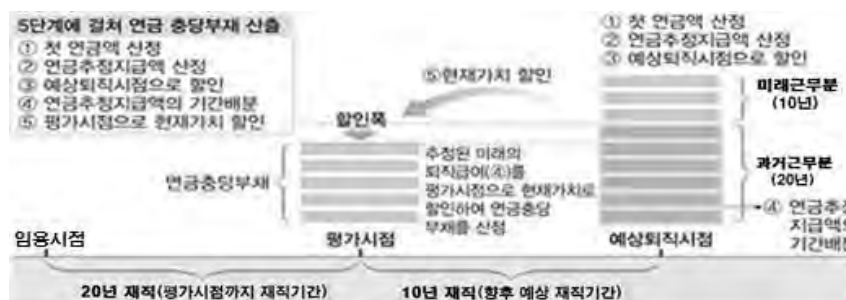 5단계에 걸쳐 연금 충당부채 산출
① 첫 연금액 산정
② 연금추정지급액 산정
③ 예상퇴직시점으로 할인
④ 연금추정지급액의 기간배분
⑤ 평가시점으로 현재가치 할인
① 첫 연금액 산정
② 연금추정지급액 산정
③ 예상퇴직시점으로 할인
⑤현재가치 할인
할인폭
미래근무분
(10년)
연금충당부채
추정된 미래의
퇴직급여(④)를
평가시점으로 현재가치로
할인하여 연금충당
부채를 산정
과거근무분
(20년)
④ 연금추정
지급액의
기간배분
임용시점
평가시점
예상퇴직시점
20년 재직(평가시점까지 재직기간)
10년 재직(향후 예상 재직기간)